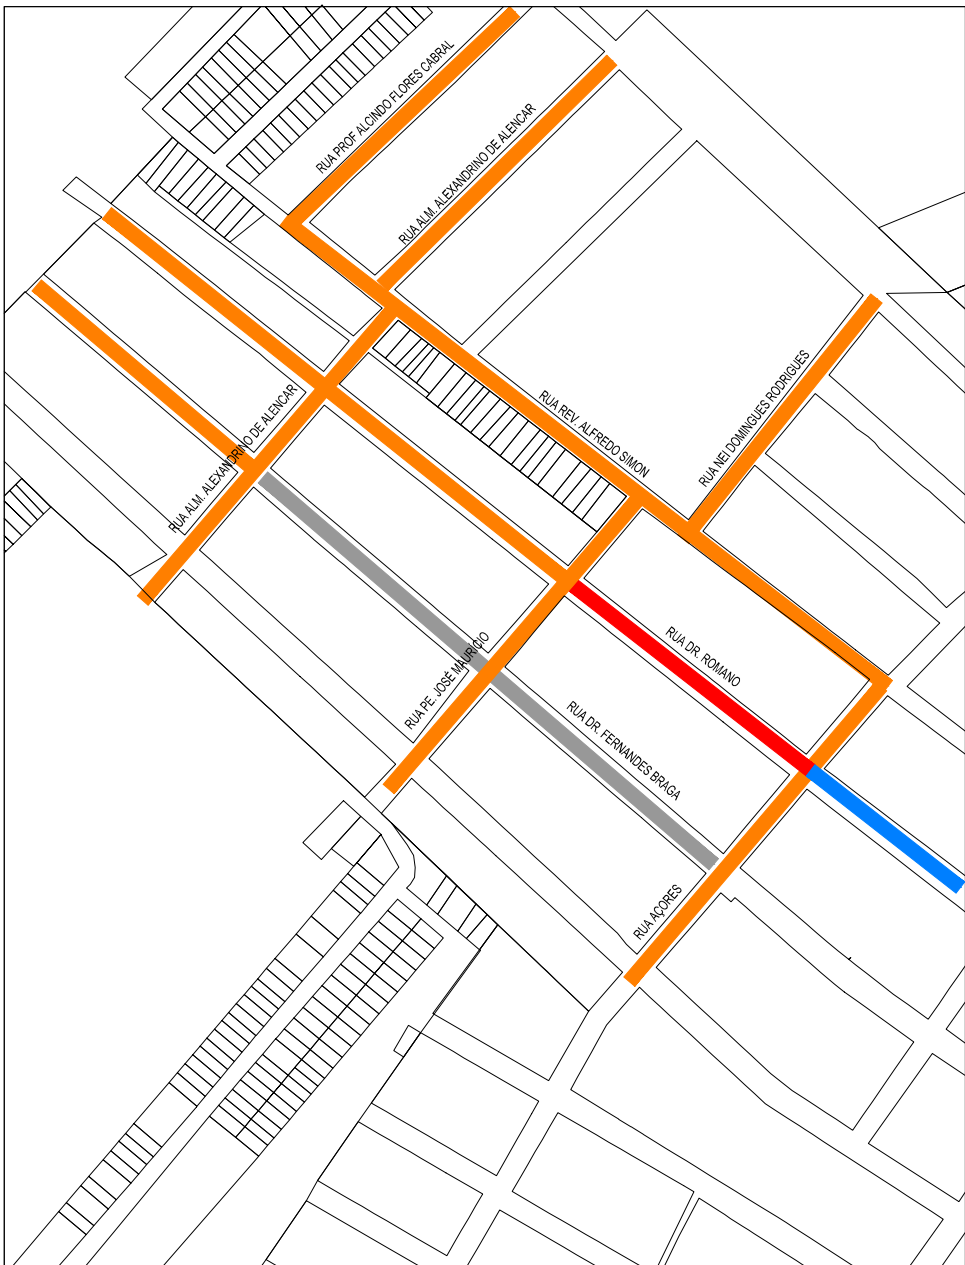 RUA PROF ALCINDO FLORES CABRAL
RUA ALM. ALEXANDRINO DE ALENCAR
RUA NEI DOMINGUES RODRIGUES
RUA REV. ALFREDO SIMON
RUA ALM. ALEXANDRINO DE ALENCAR
RUA DR. ROMANO
RUA PE. JOSÉ MAURÍCIO
RUA DR. FERNANDES BRAGA
RUA AÇORES